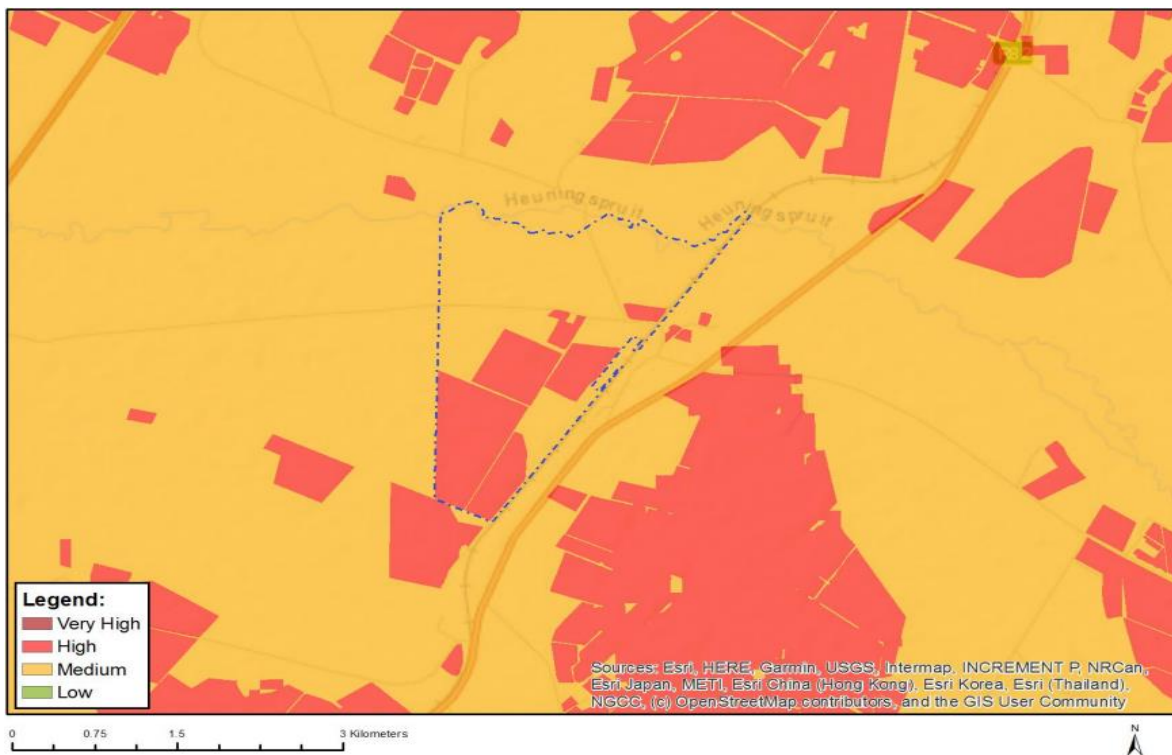 Heuningspruit
Heuningspruit
Legend:
Very High
High
Medium
Low
Sources: Esri, HERE, Garmin, USGS, Intermap, INCREMENT P, NRCan,
Esri Japan, METI, Esri China (Hong Kong), Esri Korea, Esri (Thailand),
NGCC, (c) OpenStreetMap contributors, and the GIS User Community
0 0.75 1.5 3 Kilometers
N